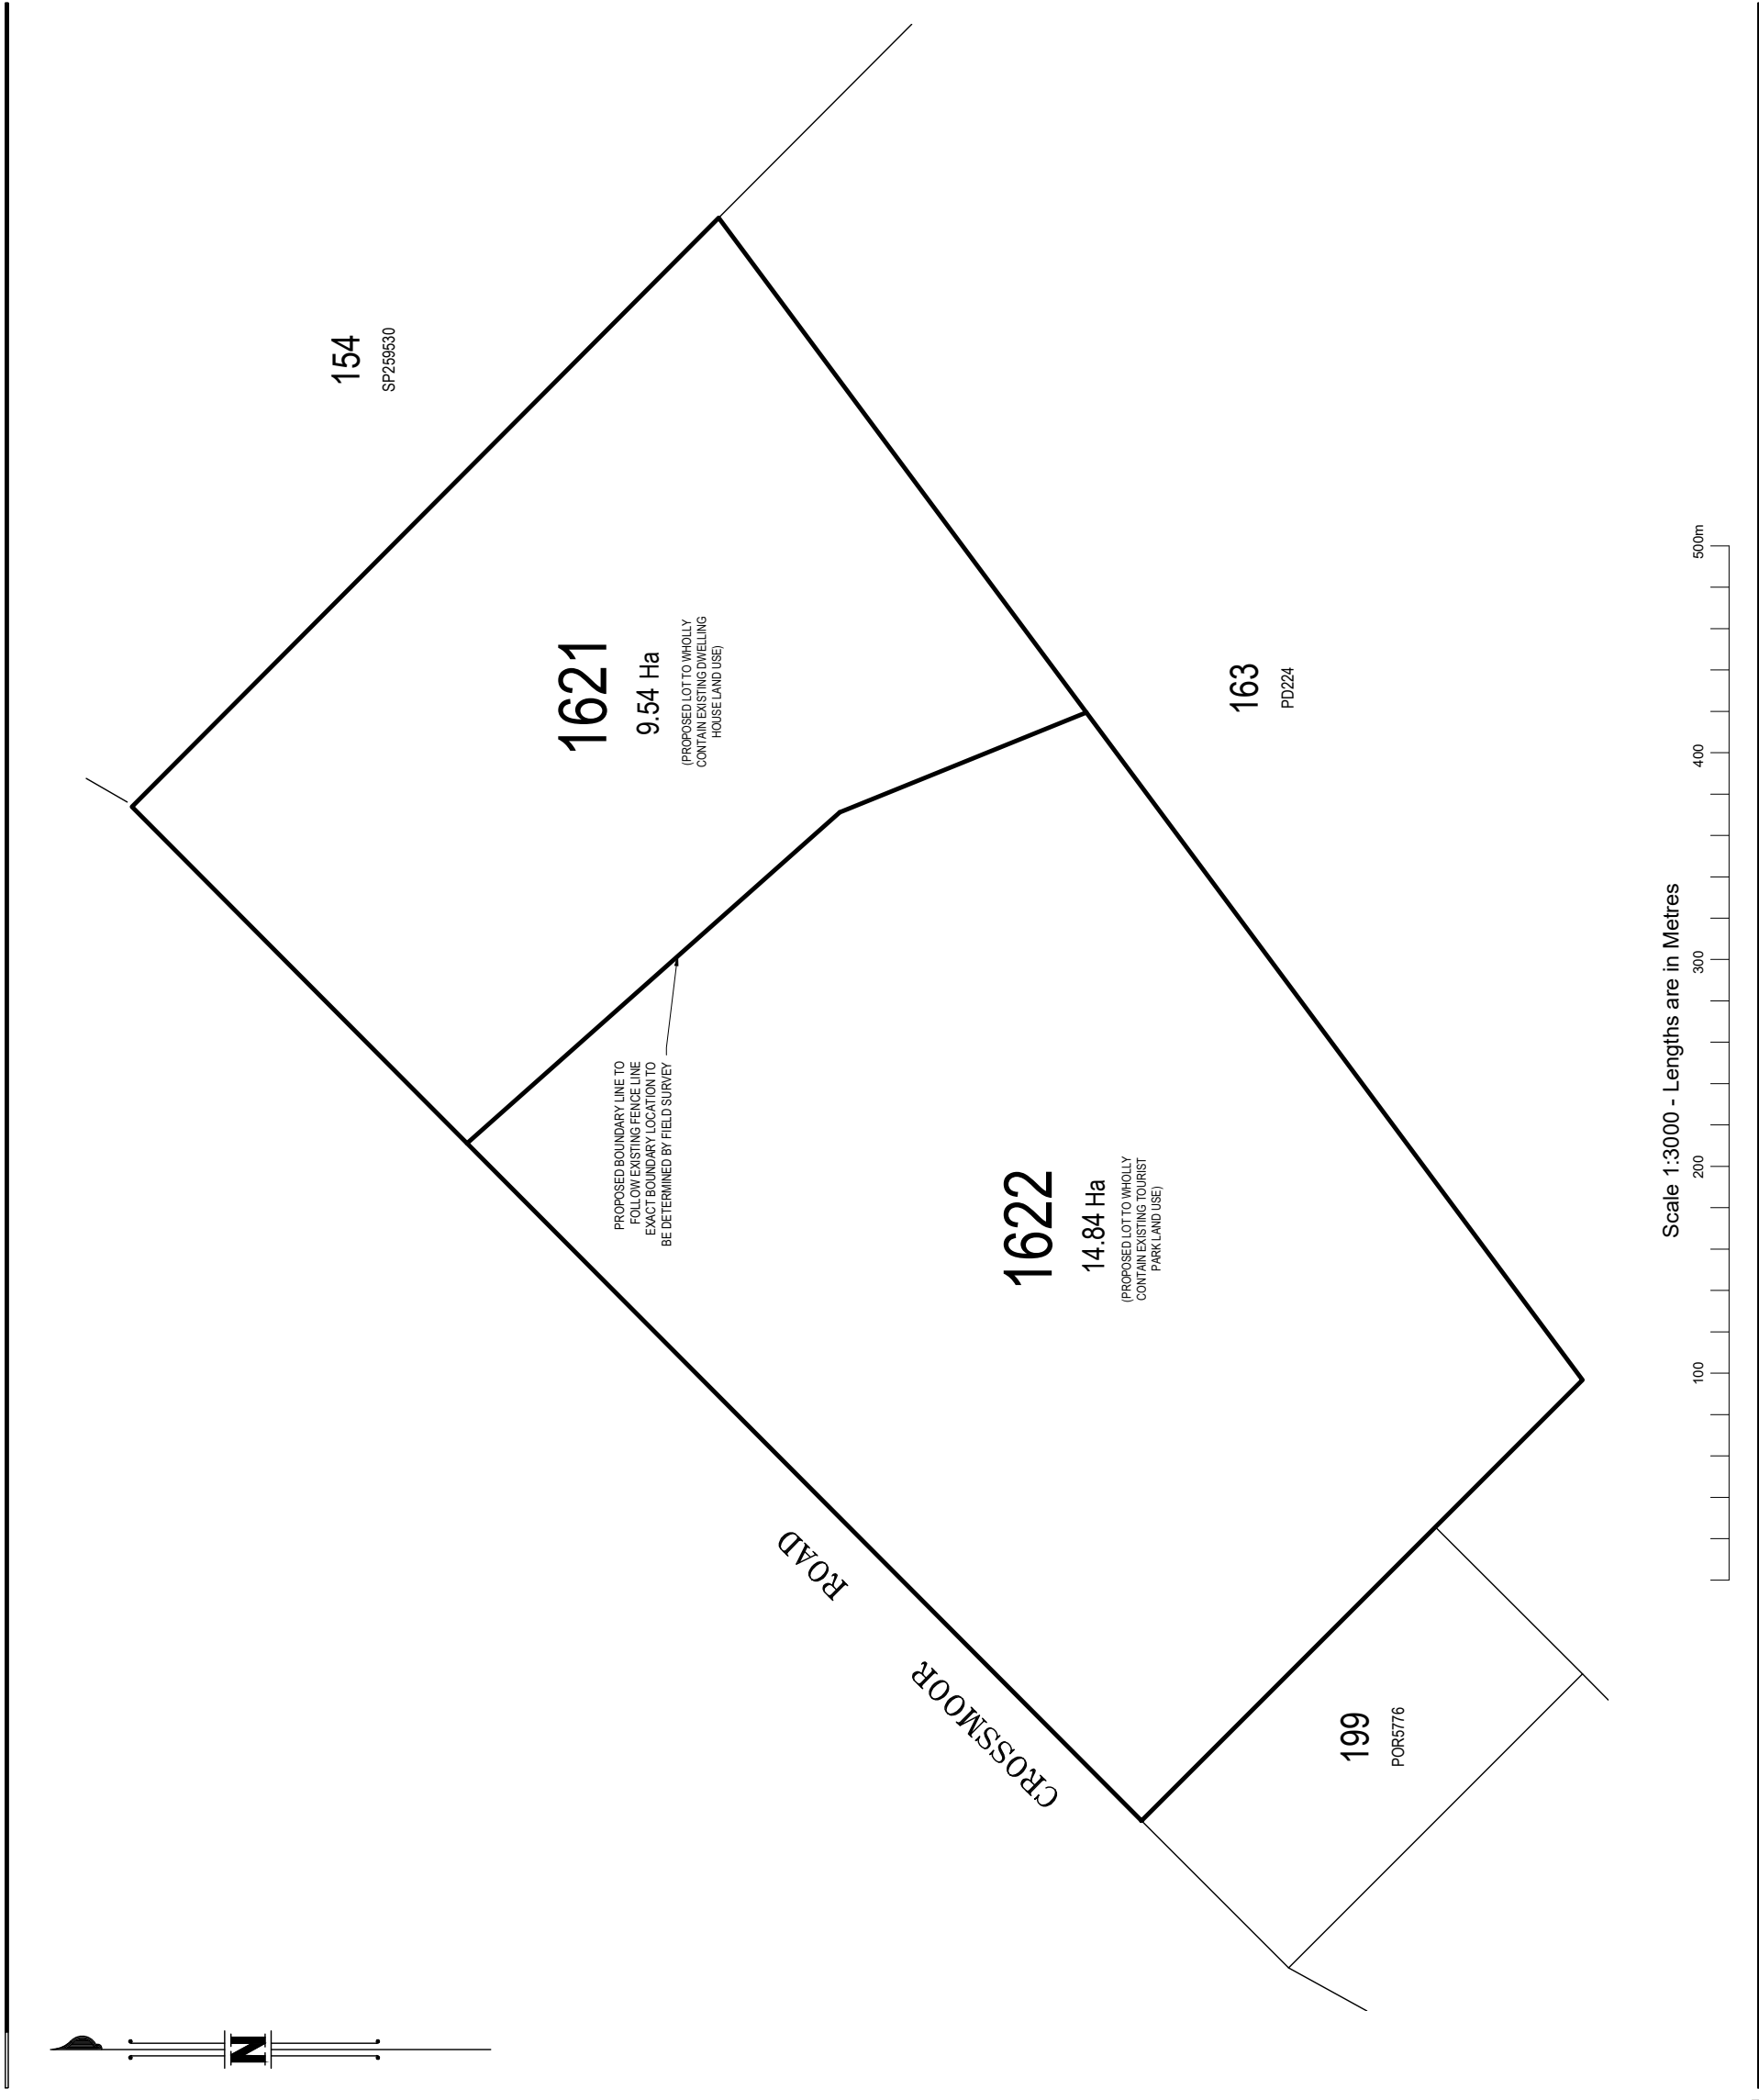 154
SP259530
1621
9.54 Ha
(PROPOSED LOT TO WHOLLY
CONTAIN EXISTING DWELLING
HOUSE LAND USE)
PROPOSED BOUNDARY LINE TO
FOLLOW EXISTING FENCE LINE
EXACT BOUNDARY LOCATION TO
BE DETERMINED BY FIELD SURVEY
1622
14.84 Ha
(PROPOSED LOT TO WHOLLY
CONTAIN EXISTING TOURIST
PARK LAND USE)
CROSSMOOR ROAD
163
PD224
199
POR5776
N
Scale 1:3000 - Lengths are in Metres
100 200 300 400 500m